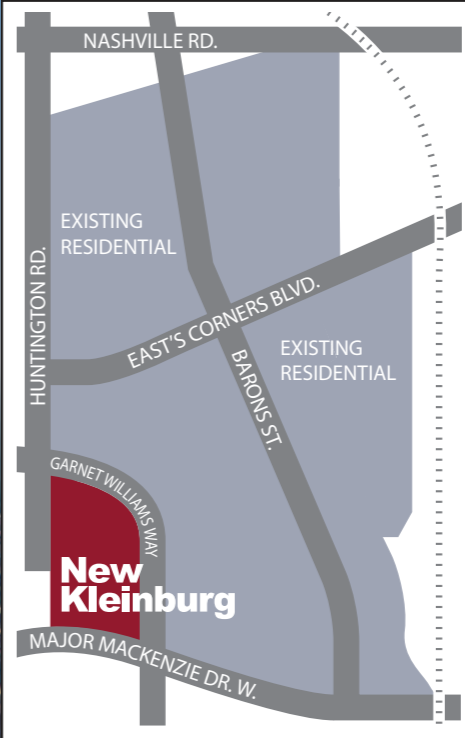 NASHVILLE RD.
EXISTING
RESIDENTIAL
HUNTINGTON RD.
EAST'S CORNERS BLVD.
EXISTING
RESIDENTIAL
BARONS ST.
GARNET WILLIAMS WAY
New
Kleinburg
MAJOR MACKENZIE DR. W.